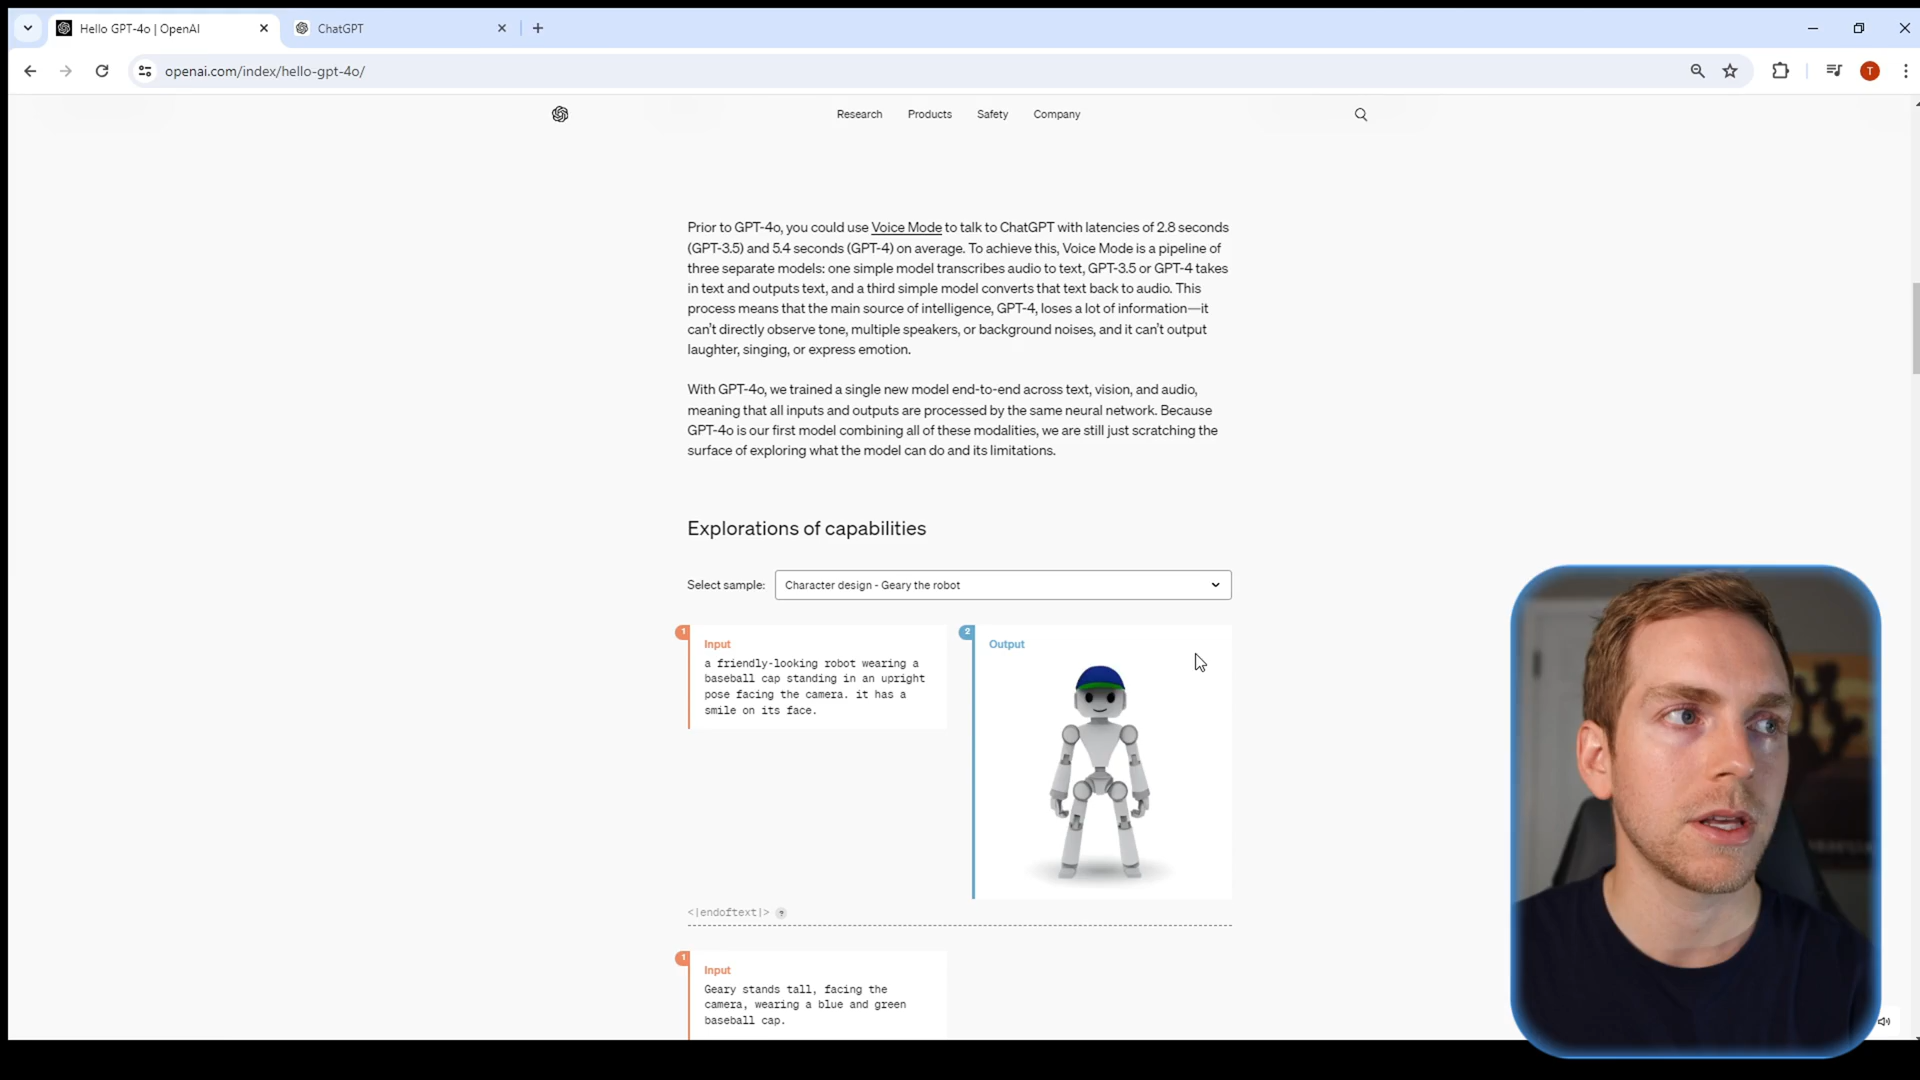 Hello GPT-4o | OpenAI
ChatGPT
openai.com/index/hello-gpt-4o/
T
Research Products Safety Company
Prior to GPT-4o, you could use Voice Mode to talk to ChatGPT with latencies of 2.8 seconds
(GPT-3.5) and 5.4 seconds (GPT-4) on average. To achieve this, Voice Mode is a pipeline of
three separate models: one simple model transcribes audio to text, GPT-3.5 or GPT-4 takes
in text and outputs text, and a third simple model converts that text back to audio. This
process means that the main source of intelligence, GPT-4, loses a lot of information—it
can't directly observe tone, multiple speakers, or background noises, and it can't output
laughter, singing, or express emotion.
With GPT-4o, we trained a single new model end-to-end across text, vision, and audio,
meaning that all inputs and outputs are processed by the same neural network. Because
GPT-4o is our first model combining all of these modalities, we are still just scratching the
surface of exploring what the model can do and its limitations.
Explorations of capabilities
Select sample: Character design - Geary the robot
1
Input
a friendly-looking robot wearing a
baseball cap standing in an upright
pose facing the camera. it has a
smile on its face.
2
Output
<|endoftext|> ?
1
Input
Geary stands tall, facing the
camera, wearing a blue and green
baseball cap.